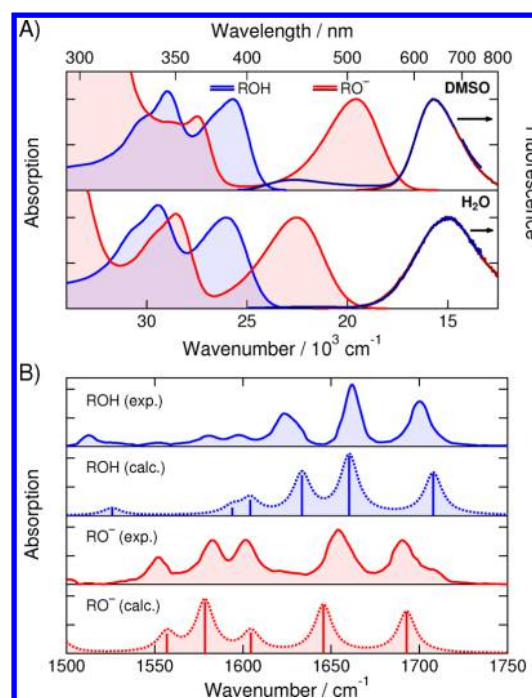 A)
Wavelength / nm
300 350 400 500 600 700 800
ROH RO⁻ DMSO
H₂O
Absorption
Fluorescence
30 25 20 15
Wavenumber / 10³ cm⁻¹
B)
ROH (exp.)
ROH (calc.)
RO⁻ (exp.)
RO⁻ (calc.)
Absorption
1500 1550 1600 1650 1700 1750
Wavenumber / cm⁻¹